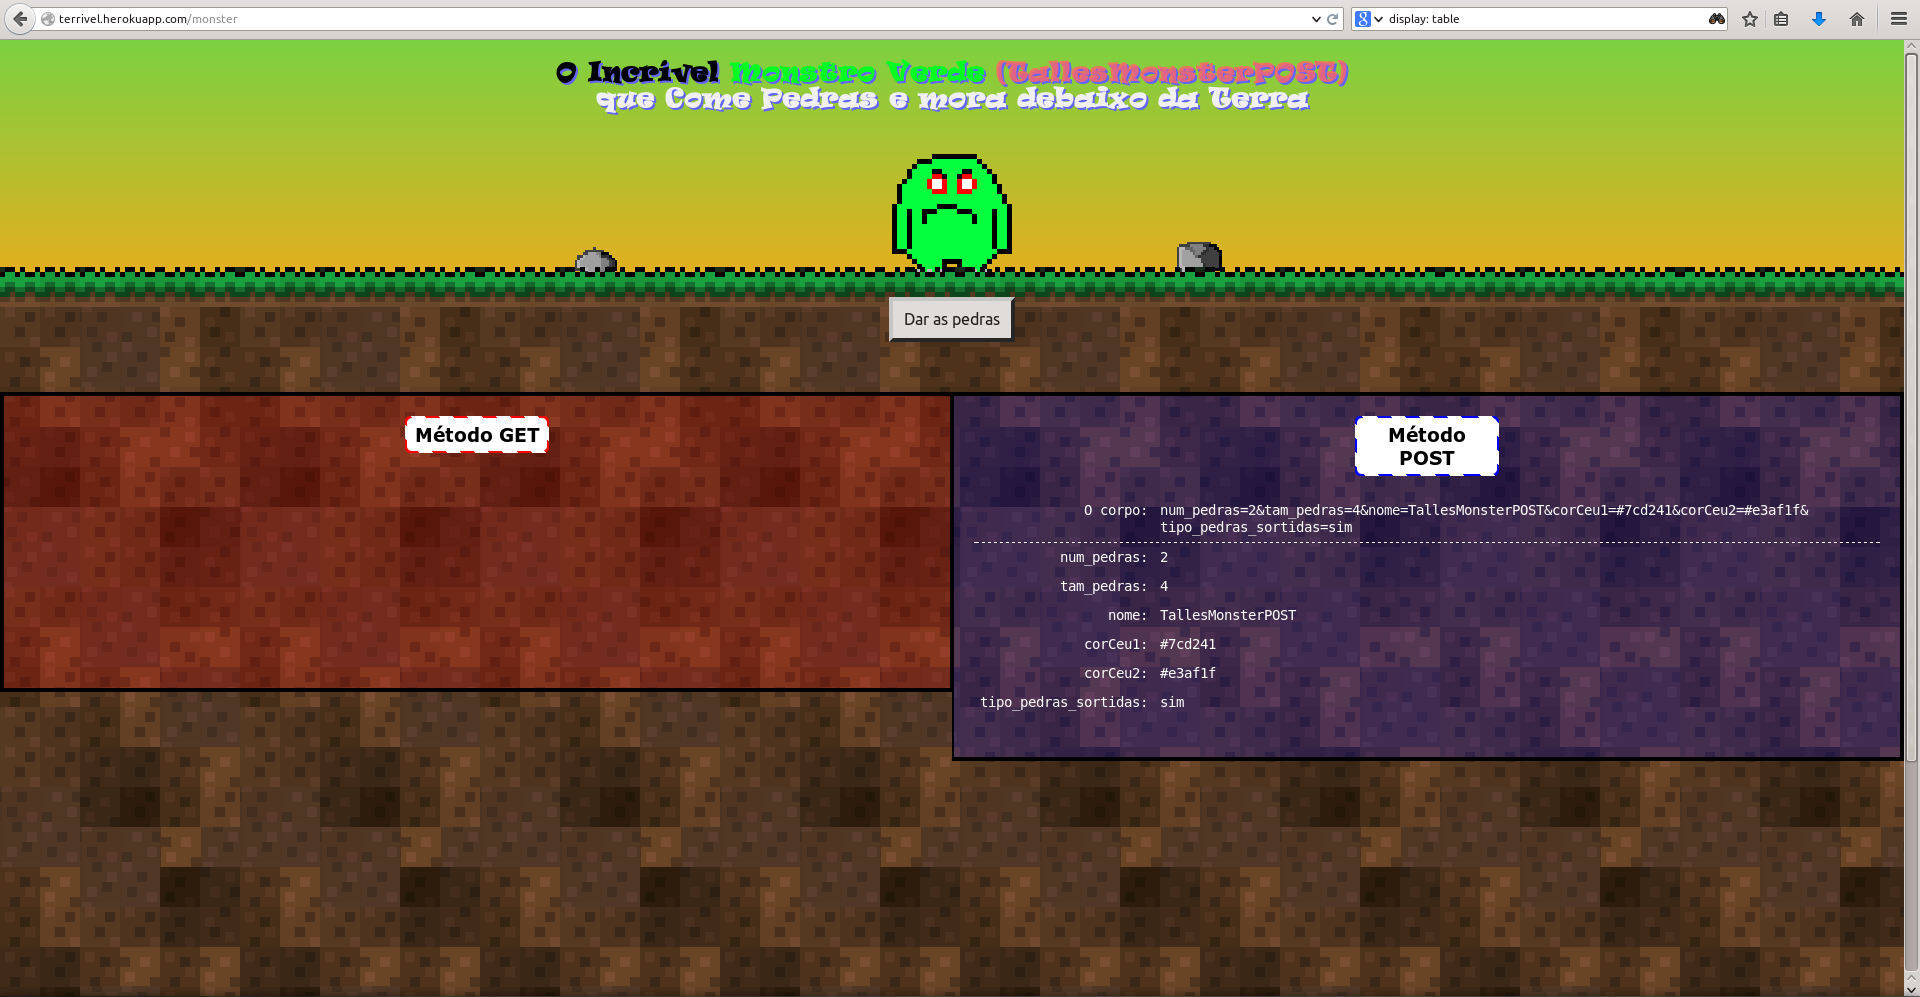 terrivel.herokuapp.com/monster
display: table
O Incrível Monstro Verde (TallesMonsterPOST)
que Come Pedras e mora debaixo da Terra
Dar as pedras
Método GET
Método
POST
O corpo: num_pedras=2&tam_pedras=4&nome=TallesMonsterPOST&corCeu1=#7cd241&corCeu2=#e3af1f&
tipo_pedras_sortidas=sim
num_pedras: 2
tam_pedras: 4
nome: TallesMonsterPOST
corCeu1: #7cd241
corCeu2: #e3af1f
tipo_pedras_sortidas: sim